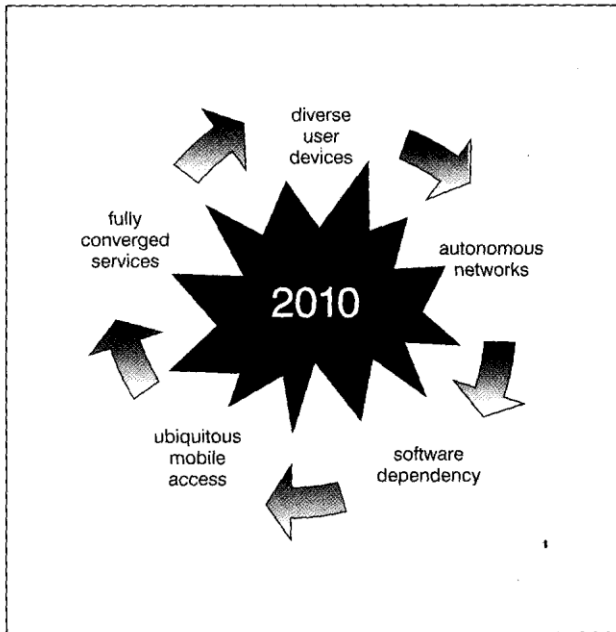 diverse
user
devices
autonomous
networks
software
dependency
ubiquitous
mobile
access
fully
converged
services
2010